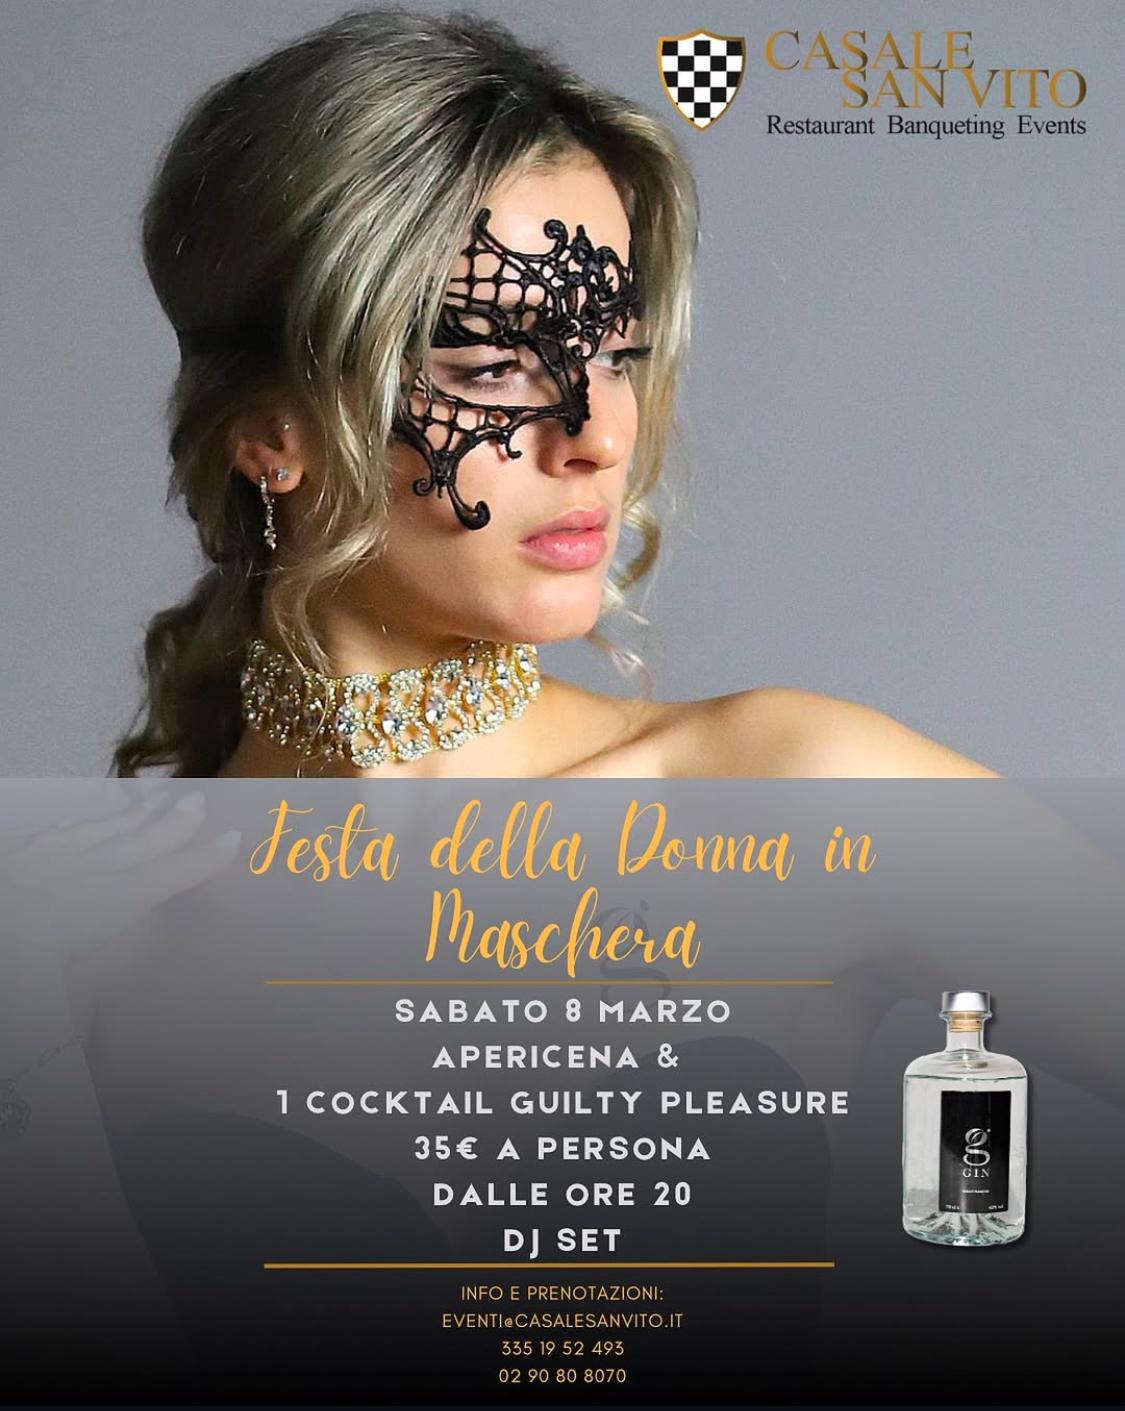 CASALE
SAN VITO
Restaurant Banqueting Events
Festa della Donna in
Maschera
SABATO 8 MARZO
APERICENA &
1 COCKTAIL GUILTY PLEASURE
35€ A PERSONA
DALLE ORE 20
DJ SET
g
GIN
INFO E PRENOTAZIONI:
EVENTI@CASALESANVITO.IT
335 19 52 493
02 90 80 8070